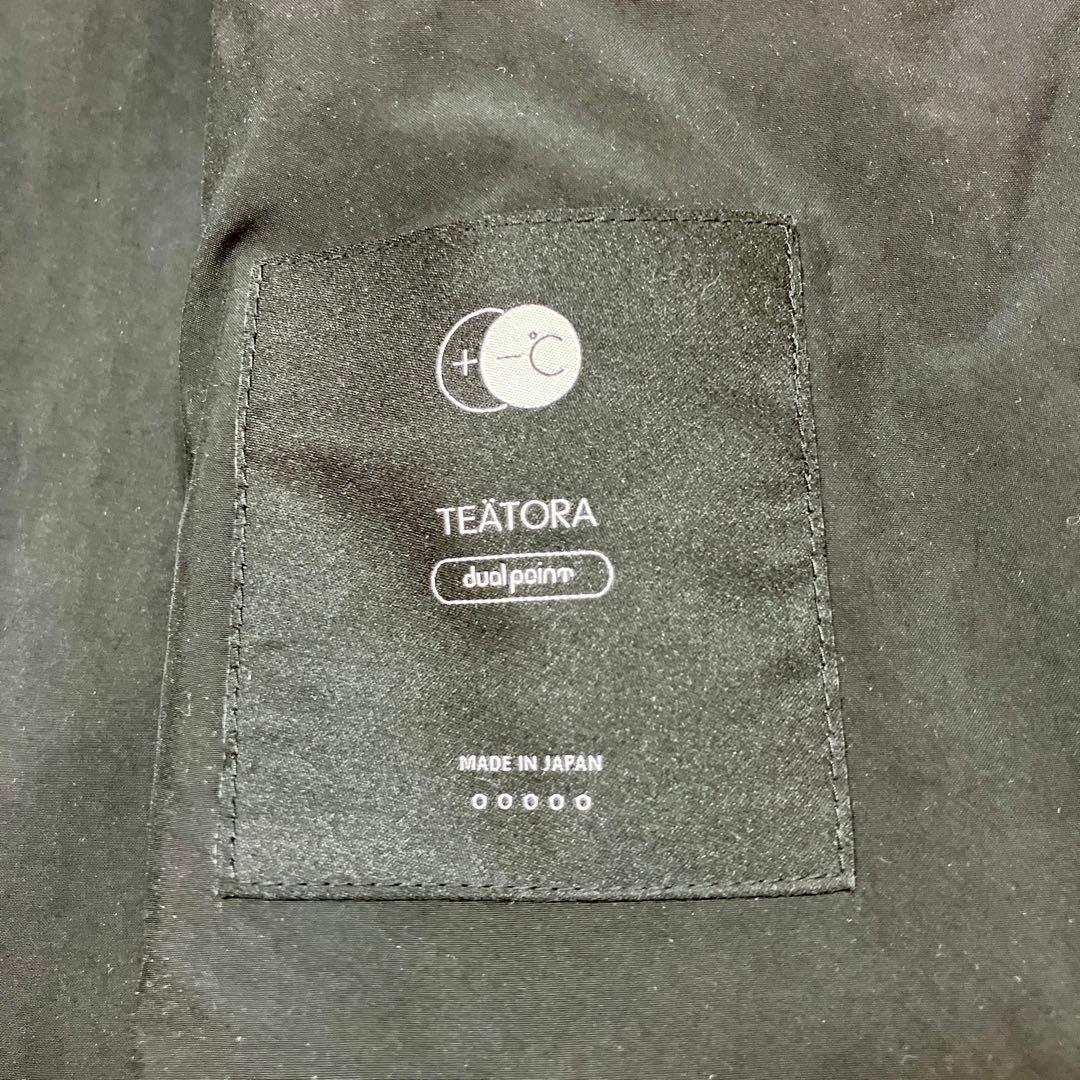 + −°C
TEÄTORA
dualpoint
MADE IN JAPAN
O O O O O